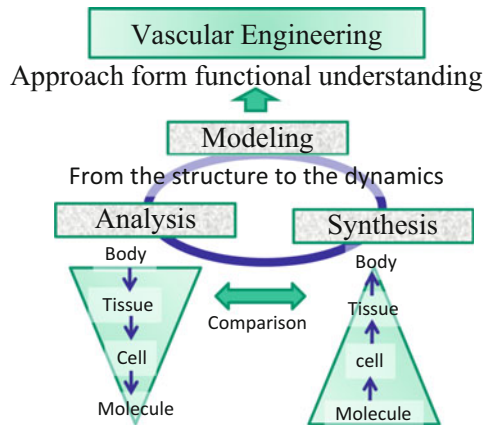 Vascular Engineering
Approach form functional understanding
Modeling
From the structure to the dynamics
Analysis
Synthesis
Body
Tissue
Cell
Molecule
Comparison
Body
Tissue
cell
Molecule